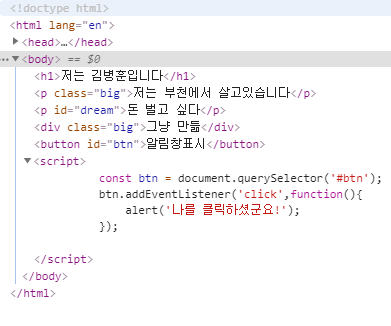 <!doctype html>
<html lang="en">
<head>…</head>
<body> == $0
<h1>저는 김병훈입니다</h1>
<p class="big">저는 부천에서 살고있습니다</p>
<p id="dream">돈 벌고 싶다</p>
<div class="big">그냥 만듦</div>
<button id="btn">알림창표시</button>
<script>
const btn = document.querySelector('#btn');
btn.addEventListener('click',function(){
alert('나를 클릭하셨군요!');
});
</script>
</body>
</html>